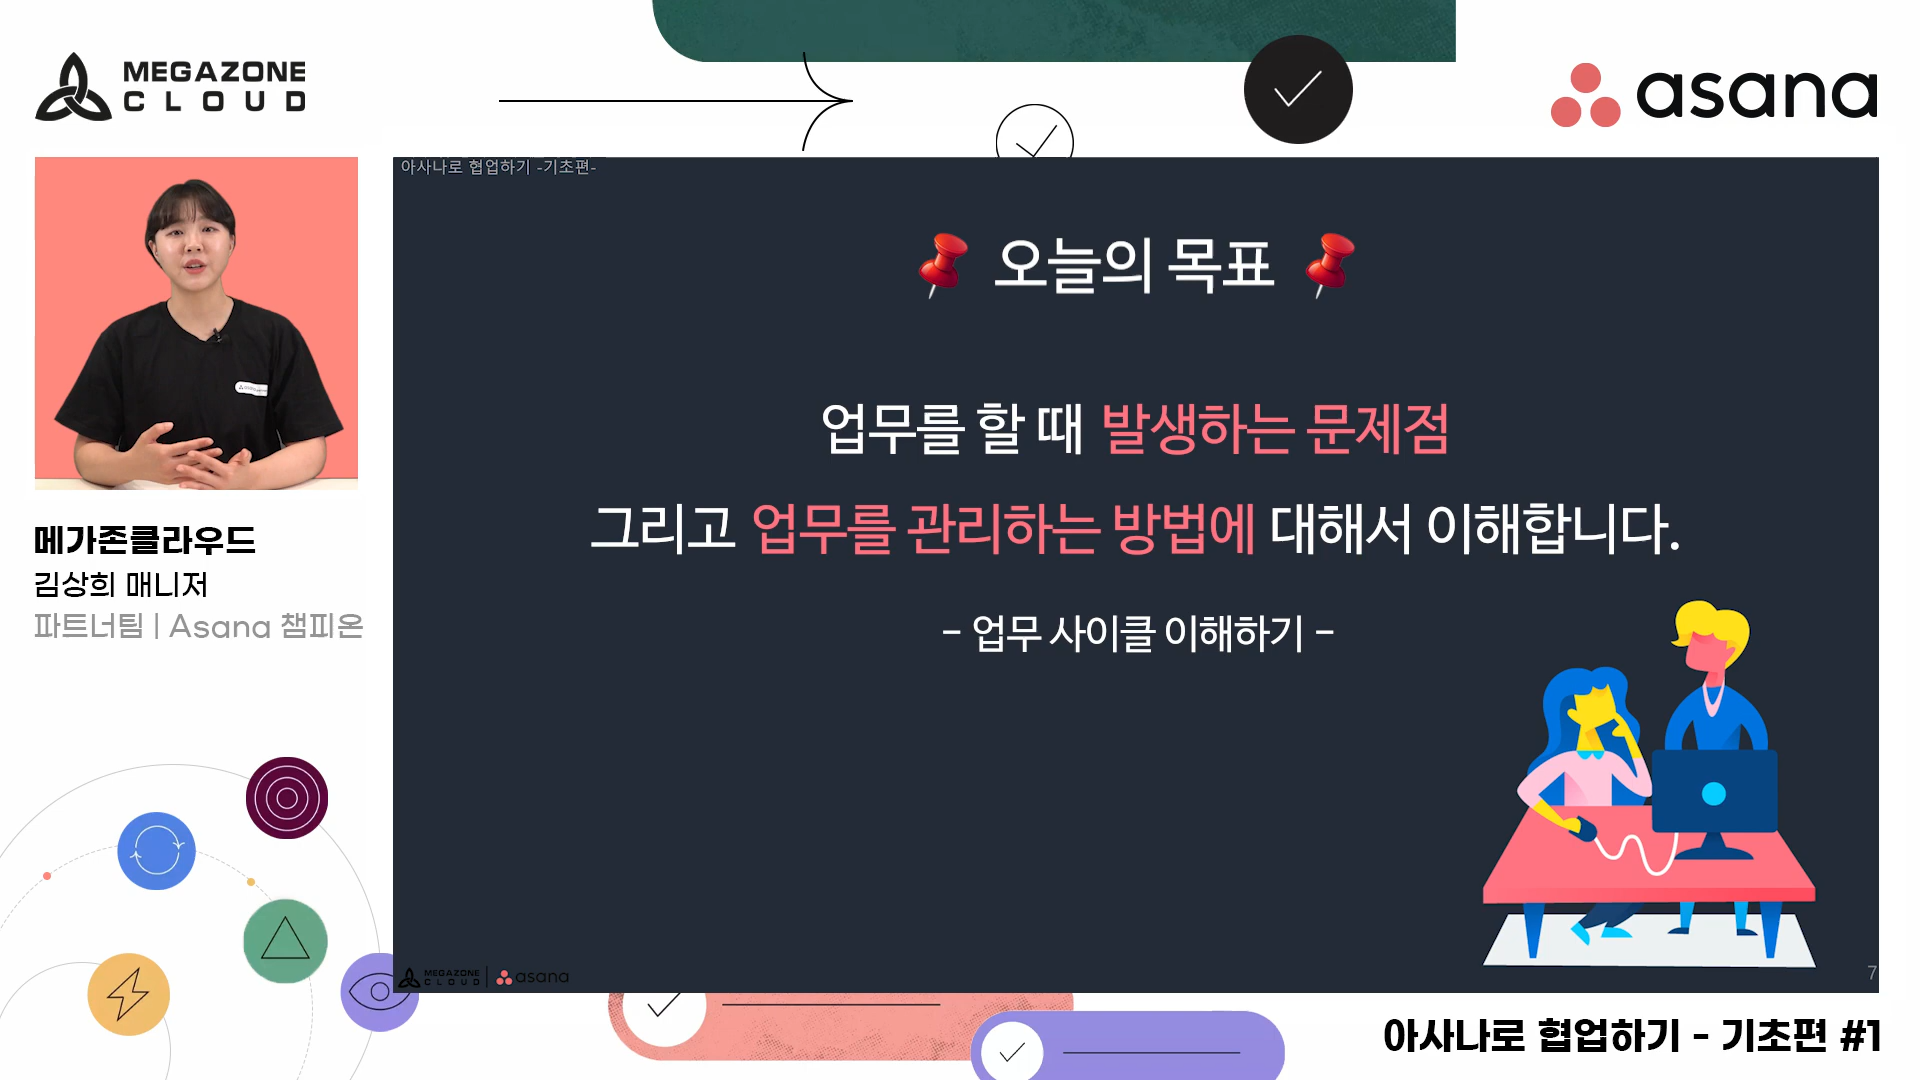 MEGAZONE
CLOUD
asana
아사나로 협업하기 -기초편-
오늘의 목표
업무를 할 때 발생하는 문제점
그리고 업무를 관리하는 방법에 대해서 이해합니다.
- 업무 사이클 이해하기 -
메가존클라우드
김상희 매니저
파트너팀 | Asana 챔피온
MEGAZONE
CLOUD
asana
7
아사나로 협업하기 - 기초편 #1